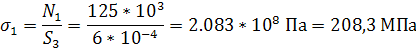 σ₁ = N₁/S₃ = 125 * 10³/6 * 10⁻⁴ = 2.083 * 10⁸ Па = 208,3 МПа